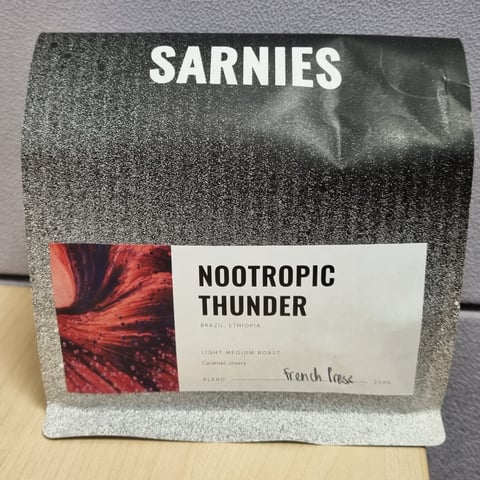 SARNIES
NOOTROPIC
THUNDER
BRAZIL, ETHIOPIA
LIGHT MEDIUM ROAST
Caramel, cherry
BLEND French Press 250G